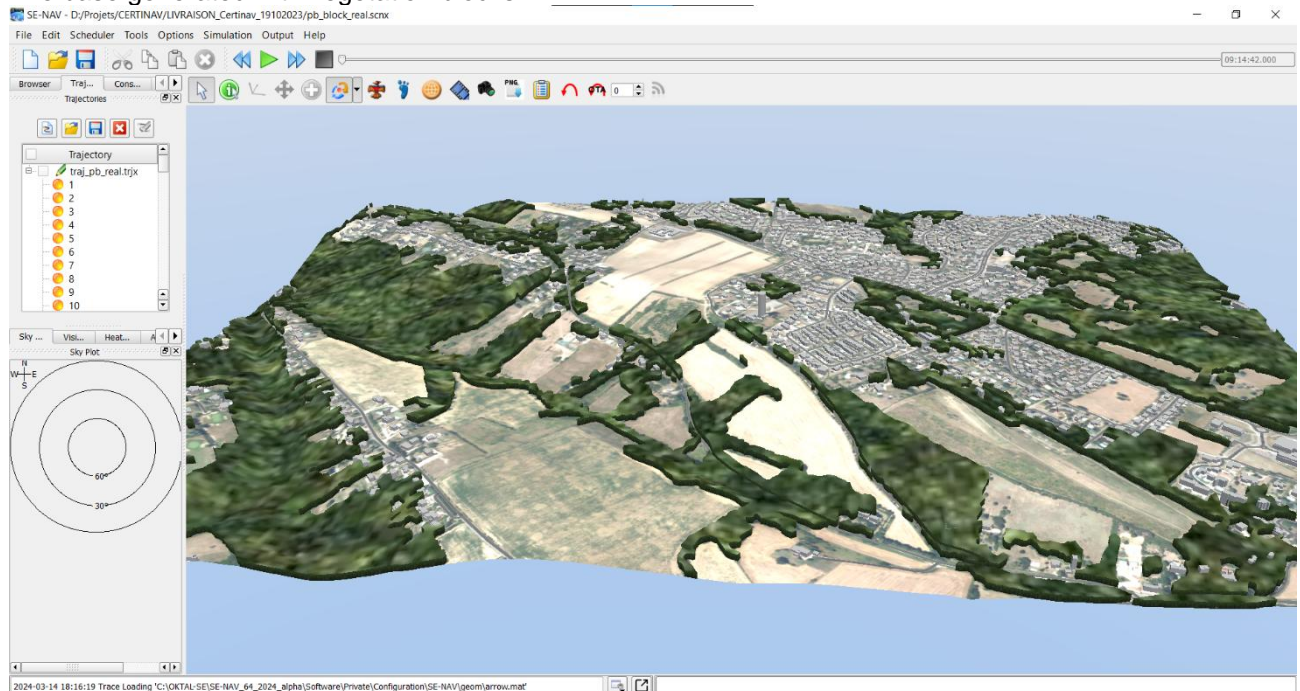 SE-NAV - D:/Projets/CERTINAV/LIVRAISON_Certinav_19102023/pb_block_real.scnx
File Edit Scheduler Tools Options Simulation Output Help
09:14:42.000
Browser Traj... Cons...
Trajectories
PNG
PTA 0
Trajectory
traj_pb_real.trjx
1
2
3
4
5
6
7
8
9
10
Sky ... Visi... Heat... A
Sky Plot
N
W E
S
60°
30°
2024-03-14 18:16:19 Trace Loading 'C:\OKTAL-SE\SE-NAV_64_2024_alpha\Software\Private\Configuration\SE-NAV\geom\arrow.mat'